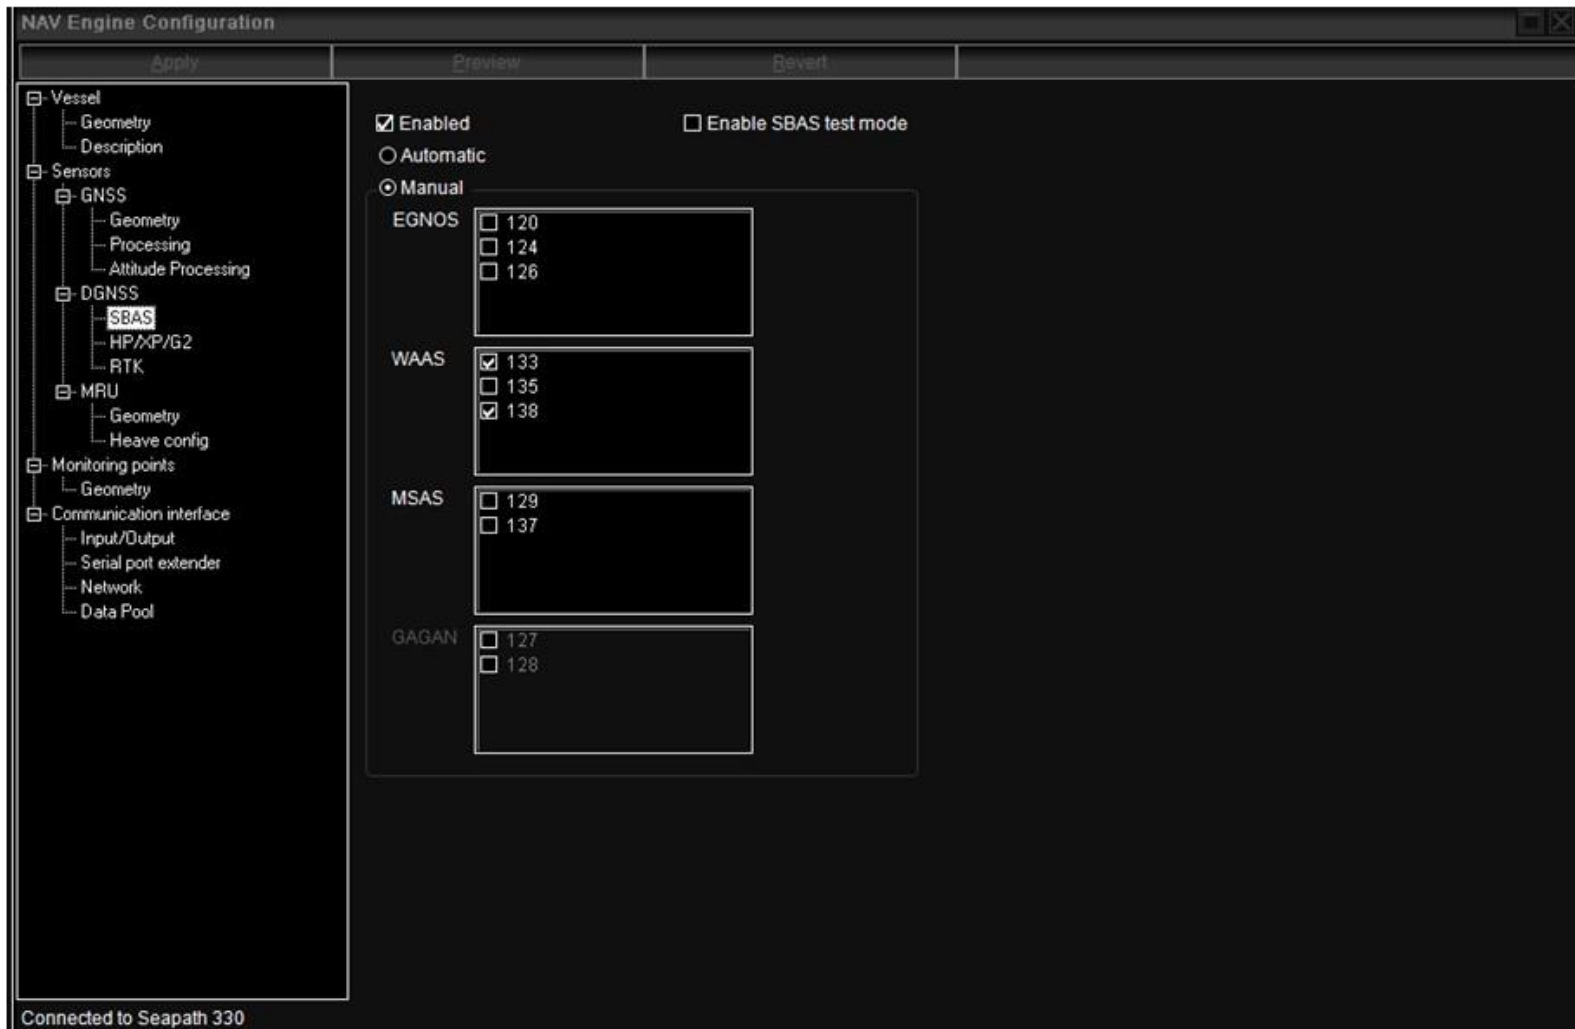 NAV Engine Configuration
Apply Preview Revert
Vessel
Geometry
Description
Sensors
GNSS
Geometry
Processing
Attitude Processing
DGNSS
SBAS
HP/XP/G2
RTK
MRU
Geometry
Heave config
Monitoring points
Geometry
Communication interface
Input/Output
Serial port extender
Network
Data Pool
Enabled Enable SBAS test mode
Automatic
Manual
EGNOS 120
124
126
WAAS 133
135
138
MSAS 129
137
GAGAN 127
128
Connected to Seapath 330